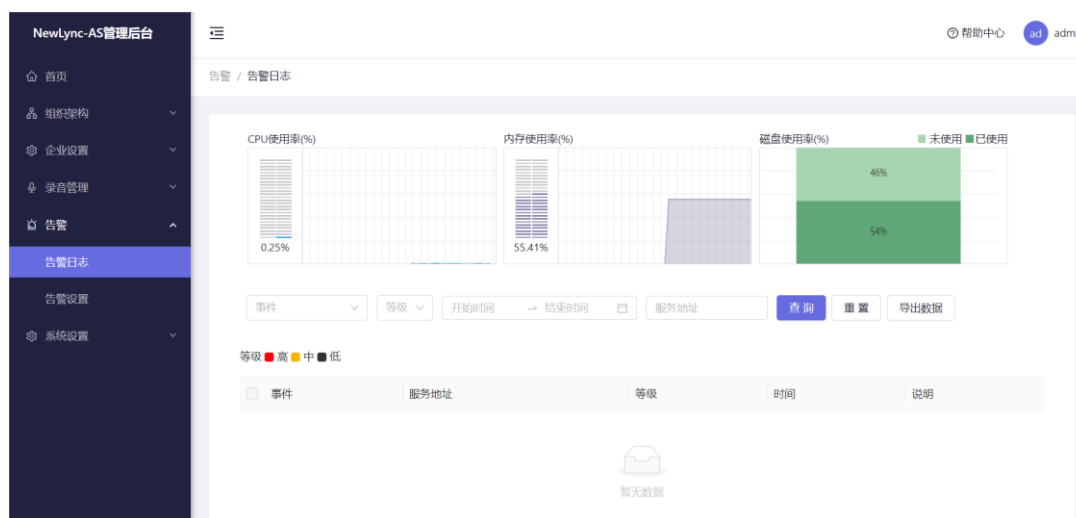 NewLync-AS管理后台
帮助中心
ad
adm
首页
组织架构
企业设置
录音管理
告警
告警日志
告警设置
系统设置
告警 / 告警日志
CPU使用率(%)
0.25%
内存使用率(%)
55.41%
磁盘使用率(%)
未使用 已使用
46%
54%
事件 等级 开始时间 → 结束时间 服务地址 查 询 重 置 导出数据
等级 高 中 低
事件 服务地址 等级 时间 说明
暂无数据